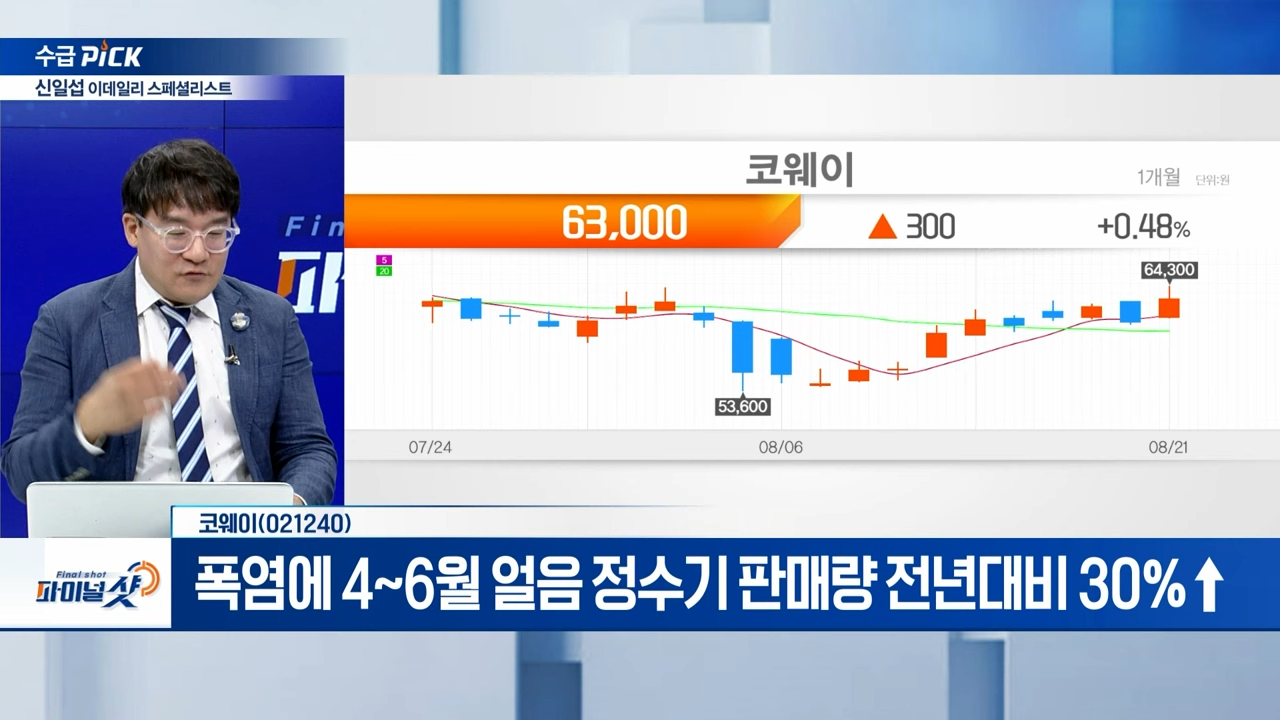 수급 PiCK
신일섭 이데일리 스페셜리스트
Fin
파
코웨이
1개월 단위:원
63,000 ▲ 300 +0.48%
5
20
64,300
53,600
07/24 08/06 08/21
코웨이(021240)
Final shot
파이널샷
폭염에 4~6월 얼음 정수기 판매량 전년대비 30%↑